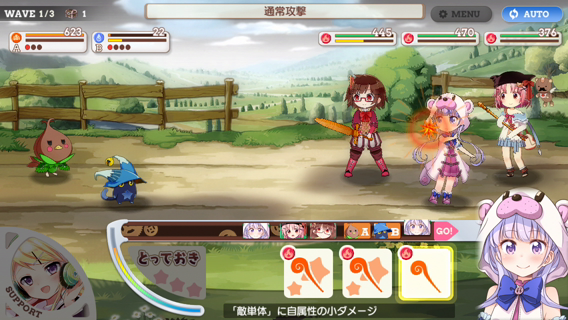 WAVE 1/3 1
通常攻撃
MENU
AUTO
623
A
22
B
445
470
376
A B GO!
とっておき
SUPPORT
「敵単体」に自属性の小ダメージ